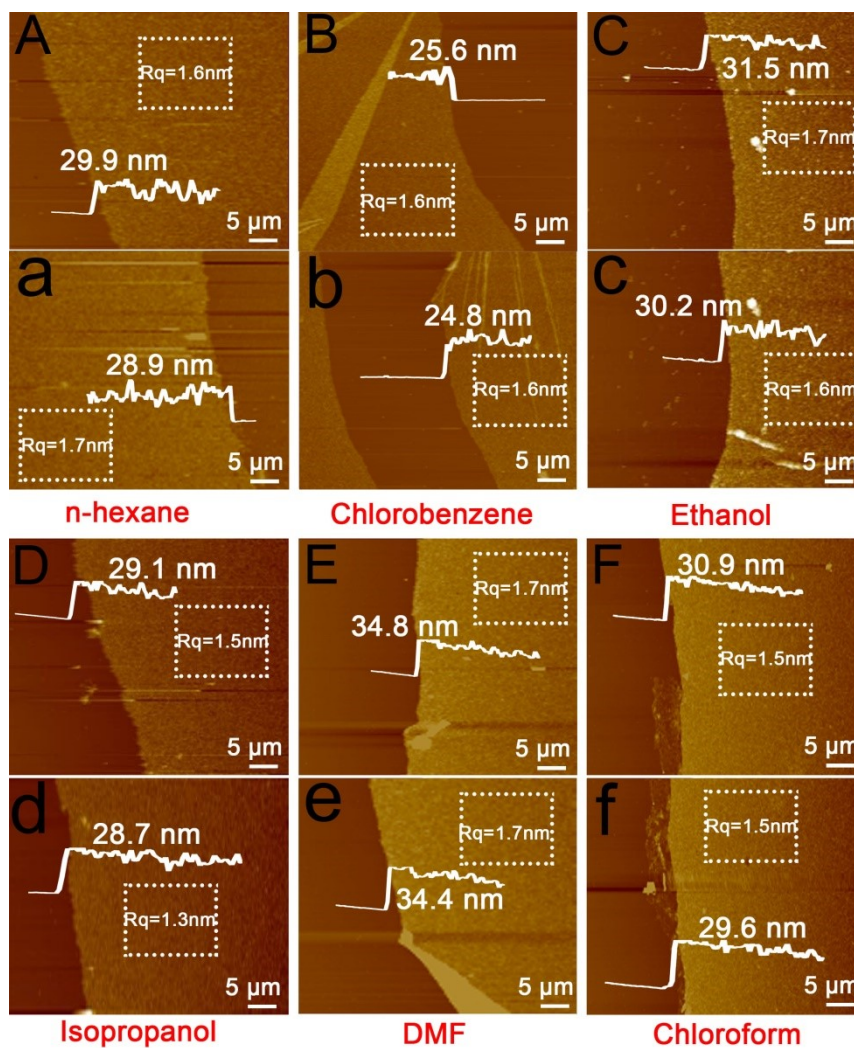 A
Rq=1.6nm
29.9 nm
5 µm
B
25.6 nm
Rq=1.6nm
5 µm
C
31.5 nm
Rq=1.7nm
5 µm
a
28.9 nm
Rq=1.7nm
5 µm
n-hexane
b
24.8 nm
Rq=1.6nm
5 µm
Chlorobenzene
c
30.2 nm
Rq=1.6nm
5 µm
Ethanol
D
29.1 nm
Rq=1.5nm
5 µm
E
Rq=1.7nm
34.8 nm
5 µm
F
30.9 nm
Rq=1.5nm
5 µm
d
28.7 nm
Rq=1.3nm
5 µm
Isopropanol
e
Rq=1.7nm
34.4 nm
5 µm
DMF
f
Rq=1.5nm
29.6 nm
5 µm
Chloroform